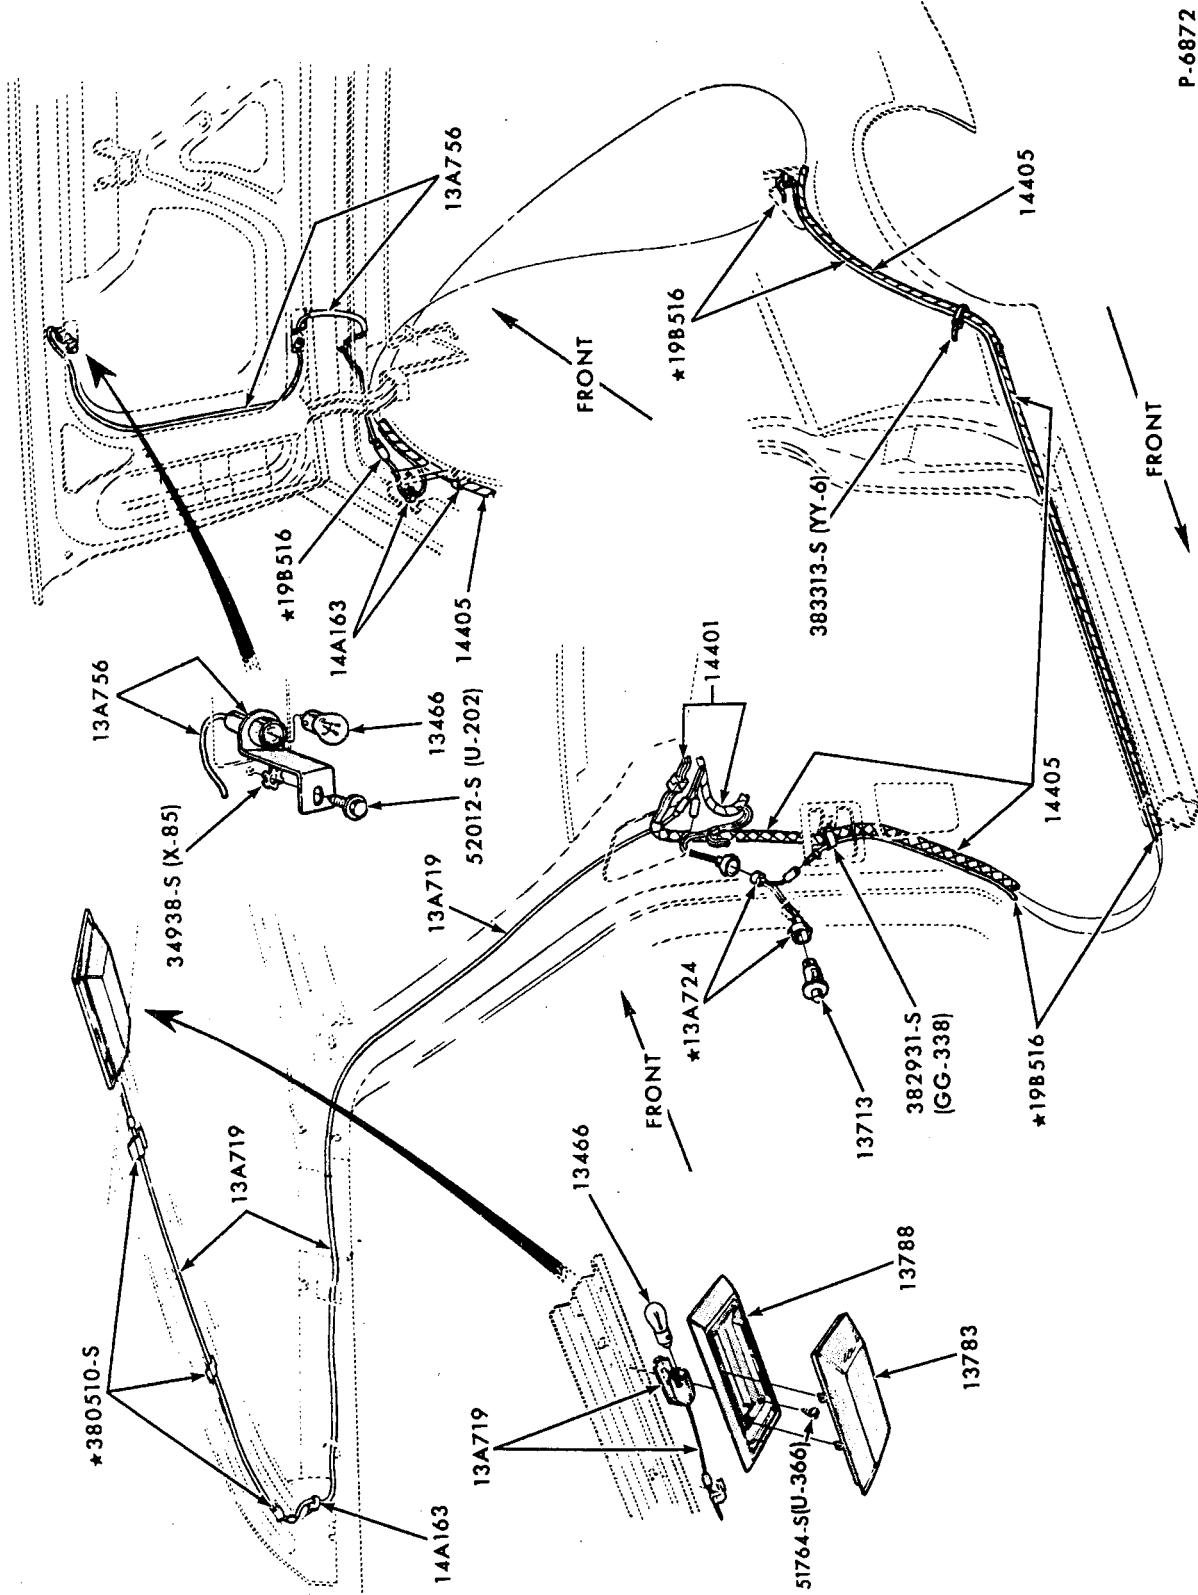 P-6872
13A756
14405
★19B516
FRONT
FRONT
383313-S (YY-6)
★19B516
14A163
14405
14401
13A756
13466
52012-S (U-202)
34938-S (X-85)
13A719
14405
★13A724
382931-S
(GG-338)
★19B516
13713
FRONT
13A719
13466
13788
13783
★380510-S
13A719
14A163
51764-S(U-366)